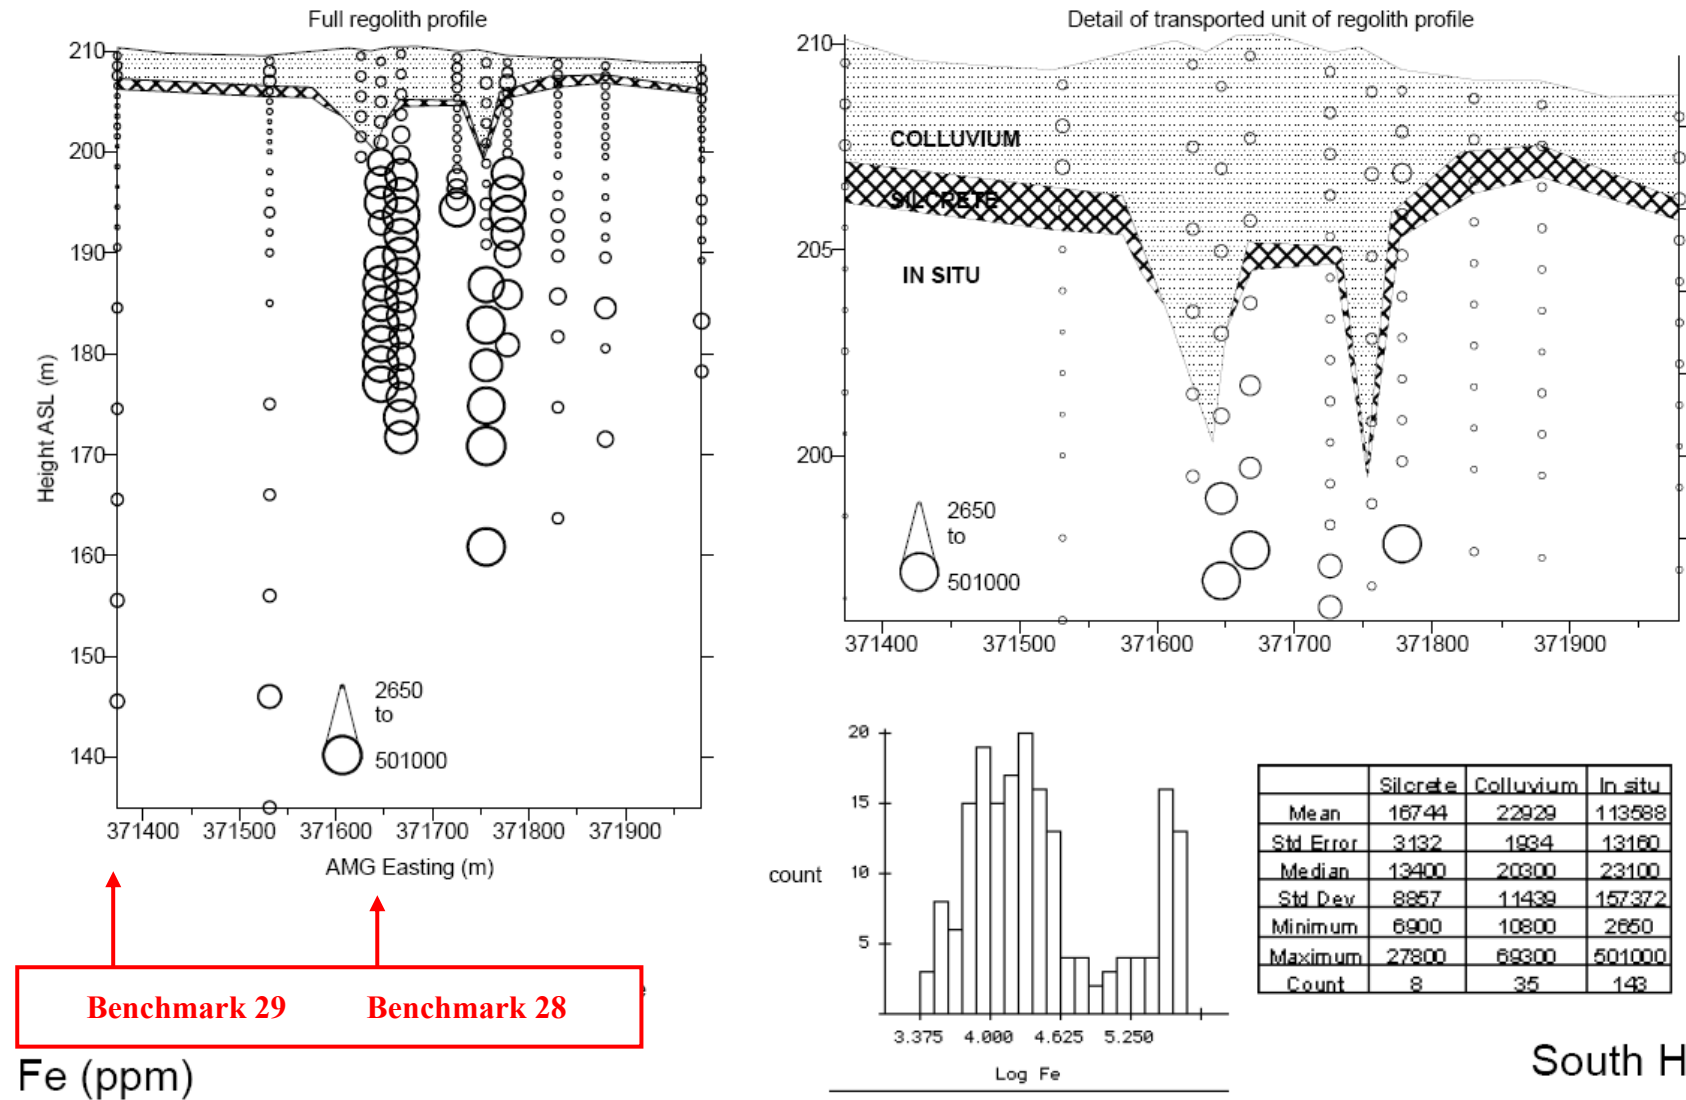 Full regolith profile
210
200
190
180
170
160
150
140
Height ASL (m)
2650
to
501000
371400 371500 371600 371700 371800 371900
AMG Easting (m)
Benchmark 29 Benchmark 28
Fe (ppm)
Detail of transported unit of regolith profile
210
205
200
COLLUVIUM
SILCRETE
IN SITU
2650
to
501000
371400 371500 371600 371700 371800 371900
20
15
10
5
count
3.375 4.000 4.625 5.250
Log Fe
Silcrete Colluvium In situ
Mean 16744 22929 113588
Std Error 3132 1934 13160
Median 13400 20300 23100
Std Dev 8857 11439 157372
Minimum 6900 10800 2650
Maximum 27800 69300 501000
Count 8 35 143
South H